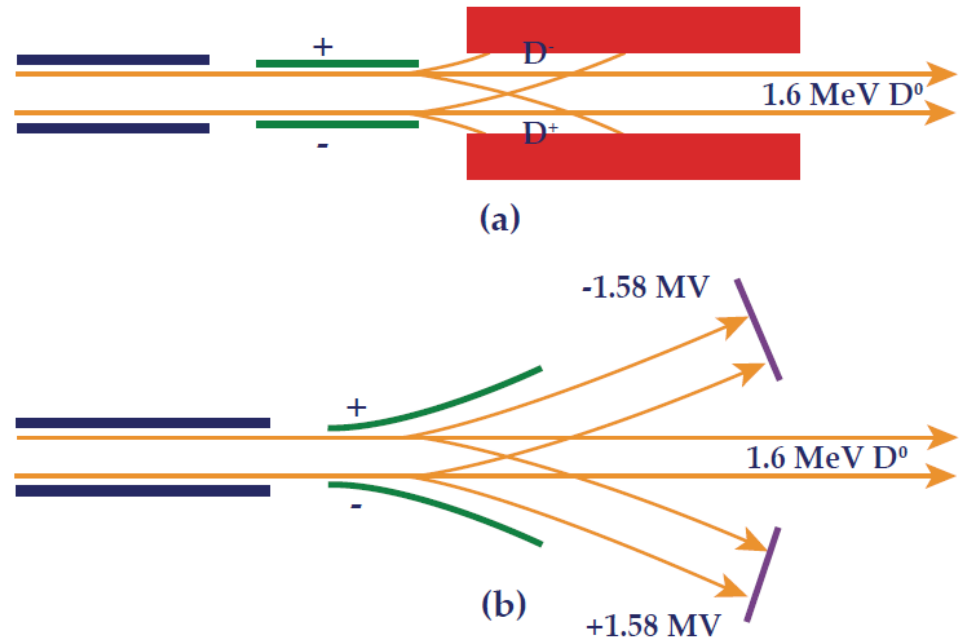 +
D⁻
1.6 MeV D⁰
D⁺
-
(a)
-1.58 MV
+
1.6 MeV D⁰
-
(b)
+1.58 MV